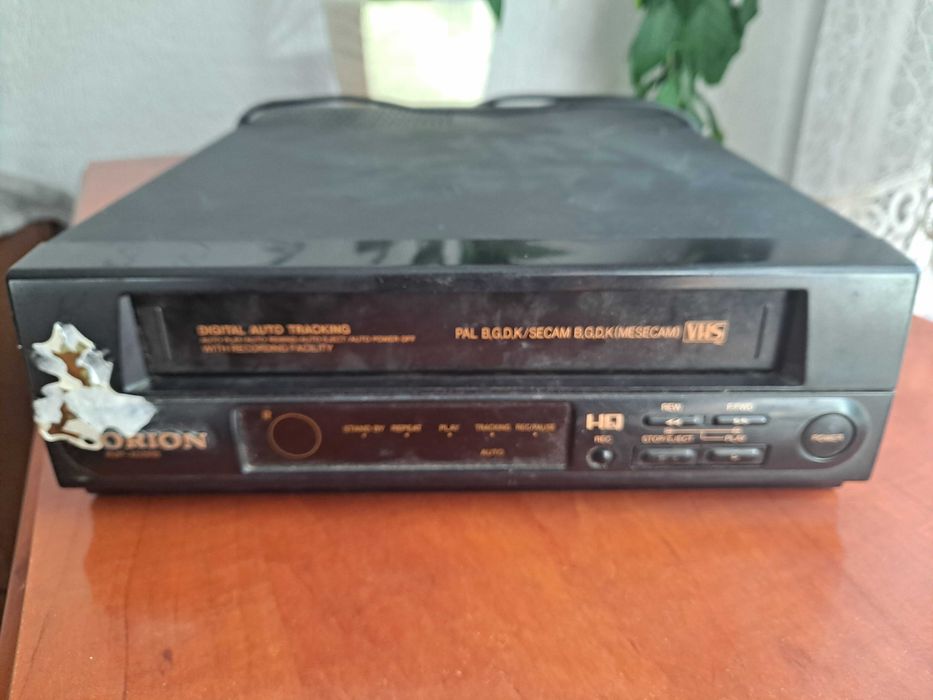 DIGITAL AUTO TRACKING
AUTO PLAY/AUTO REWIND/AUTO EJECT/AUTO POWER OFF
WITH RECORDING FACILITY
PAL B,G,D,K/SECAM B,G,D,K(MESECAM) VHS
ORION
STAND-BY REPEAT PLAY TRACKING REC/PAUSE
AUTO
HQ
REC
REW F.FWD
STOP/EJECT PLAY
POWER